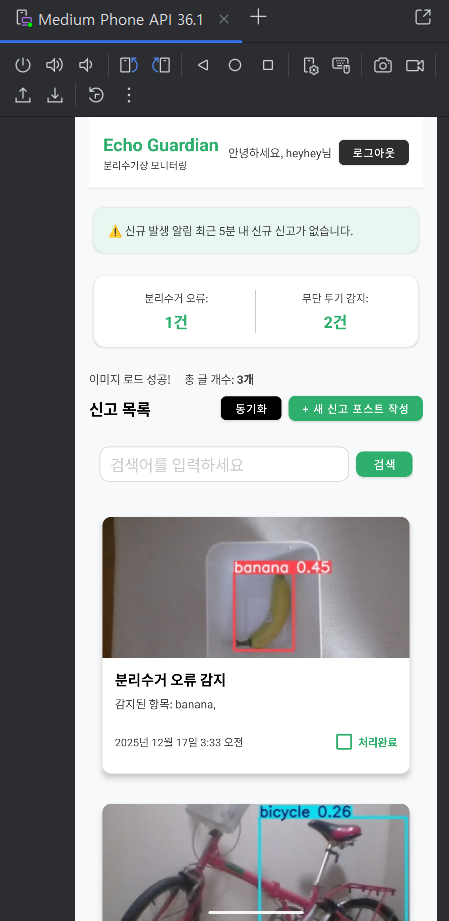 Medium Phone API 36.1
Echo Guardian
분리수기장 모니터링
안녕하세요, heyhey님
로그아웃
⚠️ 신규 발생 알림 최근 5분 내 신규 신고가 없습니다.
분리수거 오류:
1건
무단 투기 감지:
2건
이미지 로드 성공!
총 글 개수: 3개
신고 목록
동기화
+ 새 신고 포스트 작성
검색어를 입력하세요
검색
banana 0.45
분리수거 오류 감지
감지된 항목: banana,
2025년 12월 17일 3:33 오전
처리완료
bicycle 0.26